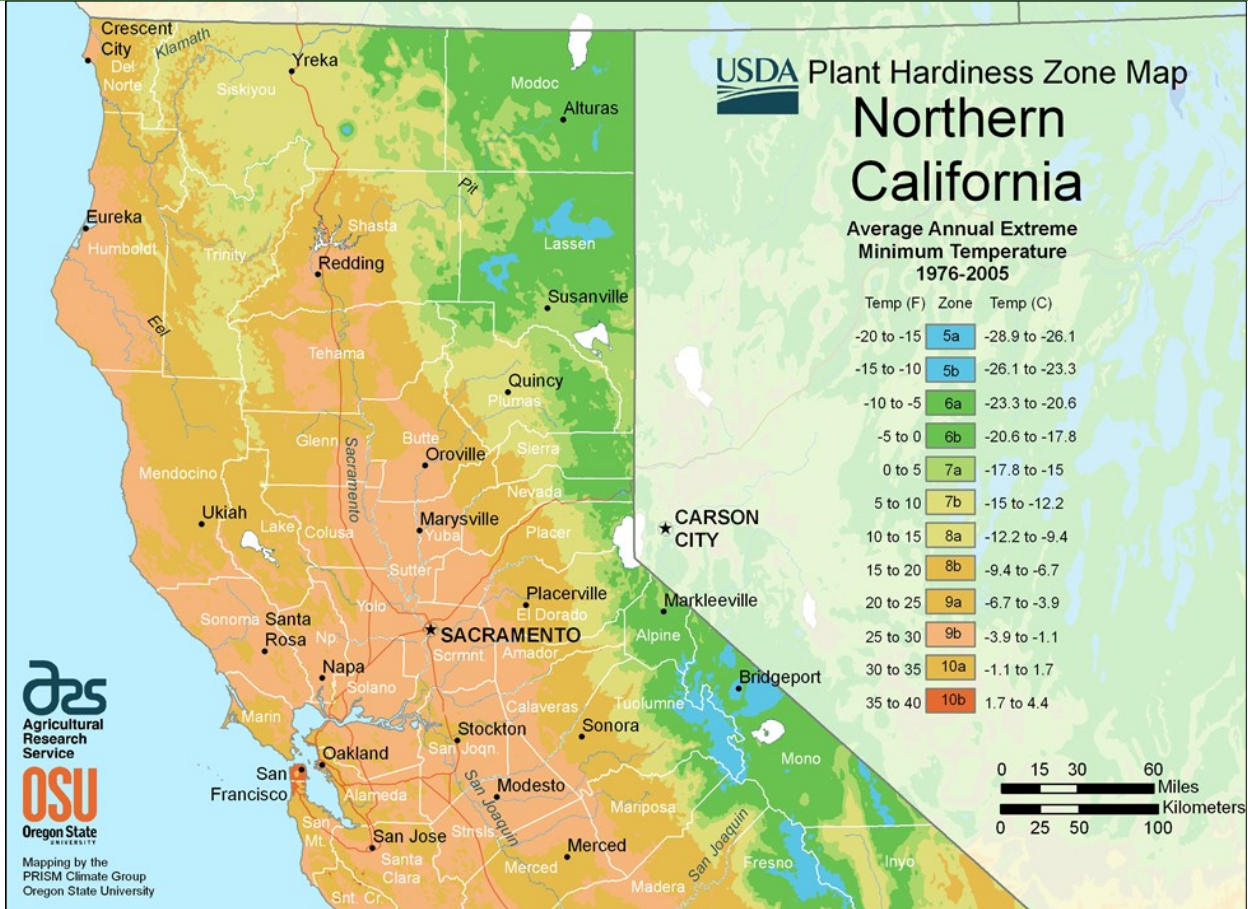 USDA Plant Hardiness Zone Map
Northern
California
Average Annual Extreme
Minimum Temperature
1976-2005
Temp (F) Zone Temp (C)
-20 to -15 5a -28.9 to -26.1
-15 to -10 5b -26.1 to -23.3
-10 to -5 6a -23.3 to -20.6
-5 to 0 6b -20.6 to -17.8
0 to 5 7a -17.8 to -15
5 to 10 7b -15 to -12.2
10 to 15 8a -12.2 to -9.4
15 to 20 8b -9.4 to -6.7
20 to 25 9a -6.7 to -3.9
25 to 30 9b -3.9 to -1.1
30 to 35 10a -1.1 to 1.7
35 to 40 10b 1.7 to 4.4
Crescent
City
Del
Norte
Klamath
Yreka
Siskiyou
Modoc
Alturas
Pit
Eureka
Humboldt
Trinity
Shasta
Redding
Lassen
Susanville
Eel
Tehama
Quincy
Plumas
Glenn
Sacramento
Butte
Oroville
Sierra
Mendocino
Nevada
Ukiah
Lake
Colusa
Marysville
Yuba
Placer
CARSON
CITY
Sutter
Yolo
Placerville
El Dorado
Markleeville
Sonoma
Santa
Rosa
Np.
SACRAMENTO
Scrmnt.
Amador
Alpine
Napa
Solano
Bridgeport
Marin
Calaveras
Tuolumne
Stockton
San Joqn.
Sonora
Mono
Oakland
San
Francisco
Alameda
San Joaquin
Modesto
Mariposa
San
Mt.
San Jose
Stnsls.
Merced
Santa
Clara
Merced
San Joaquin
Fresno
Inyo
Madera
Snt. Cr.
ars
Agricultural
Research
Service
OSU
Oregon State
UNIVERSITY
Mapping by the
PRISM Climate Group
Oregon State University
0 15 30 60
Miles
Kilometers
0 25 50 100